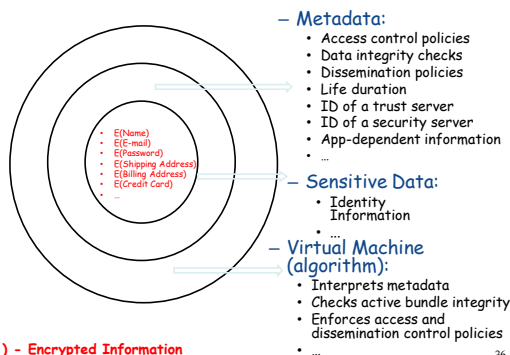 – Metadata:
• Access control policies
• Data integrity checks
• Dissemination policies
• Life duration
• ID of a trust server
• ID of a security server
• App-dependent information
• ...
• E(Name)
• E(E-mail)
• E(Password)
• E(Shipping Address)
• E(Billing Address)
• E(Credit Card)
• ...
– Sensitive Data:
• Identity
Information
• ...
– Virtual Machine
(algorithm):
• Interprets metadata
• Checks active bundle integrity
• Enforces access and
dissemination control policies
• ...
) - Encrypted Information